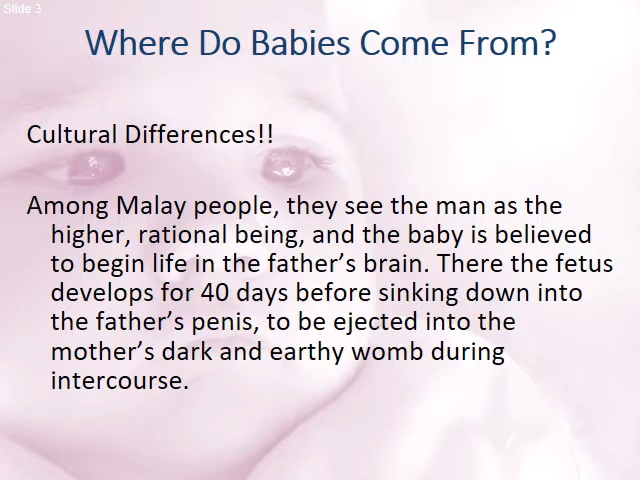 Slide 3
Where Do Babies Come From?
Cultural Differences!!
Among Malay people, they see the man as the
higher, rational being, and the baby is believed
to begin life in the father’s brain. There the fetus
develops for 40 days before sinking down into
the father’s penis, to be ejected into the
mother’s dark and earthy womb during
intercourse.